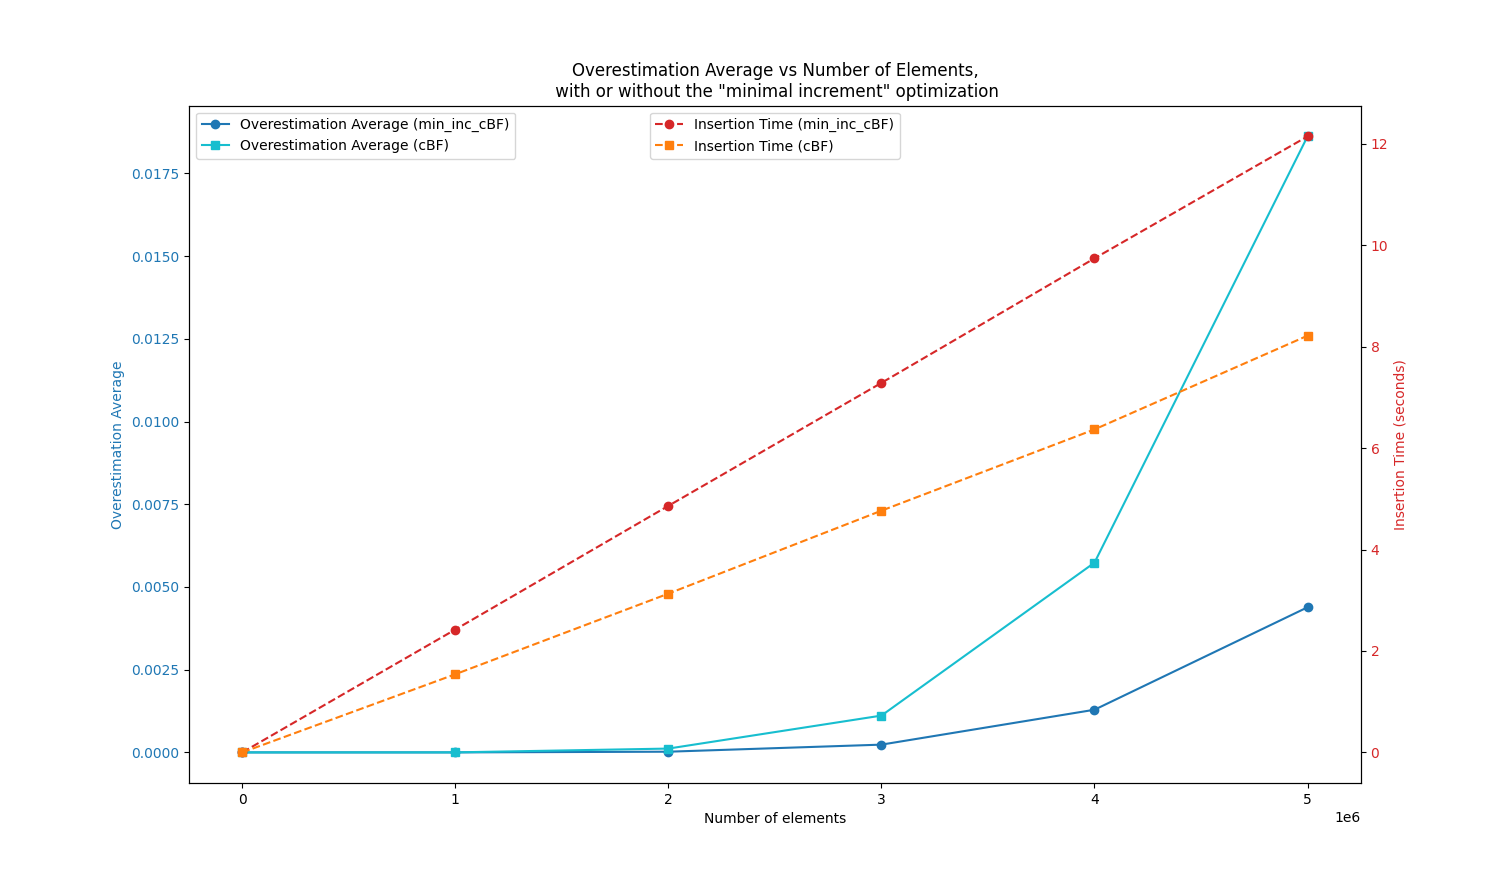 Overestimation Average vs Number of Elements,
with or without the "minimal increment" optimization
Overestimation Average (min_inc_cBF)
Overestimation Average (cBF)
Insertion Time (min_inc_cBF)
Insertion Time (cBF)
Overestimation Average
0.0175
0.0150
0.0125
0.0100
0.0075
0.0050
0.0025
0.0000
12
10
8
6
4
2
0
Insertion Time (seconds)
0 1 2 3 4 5
1e6
Number of elements